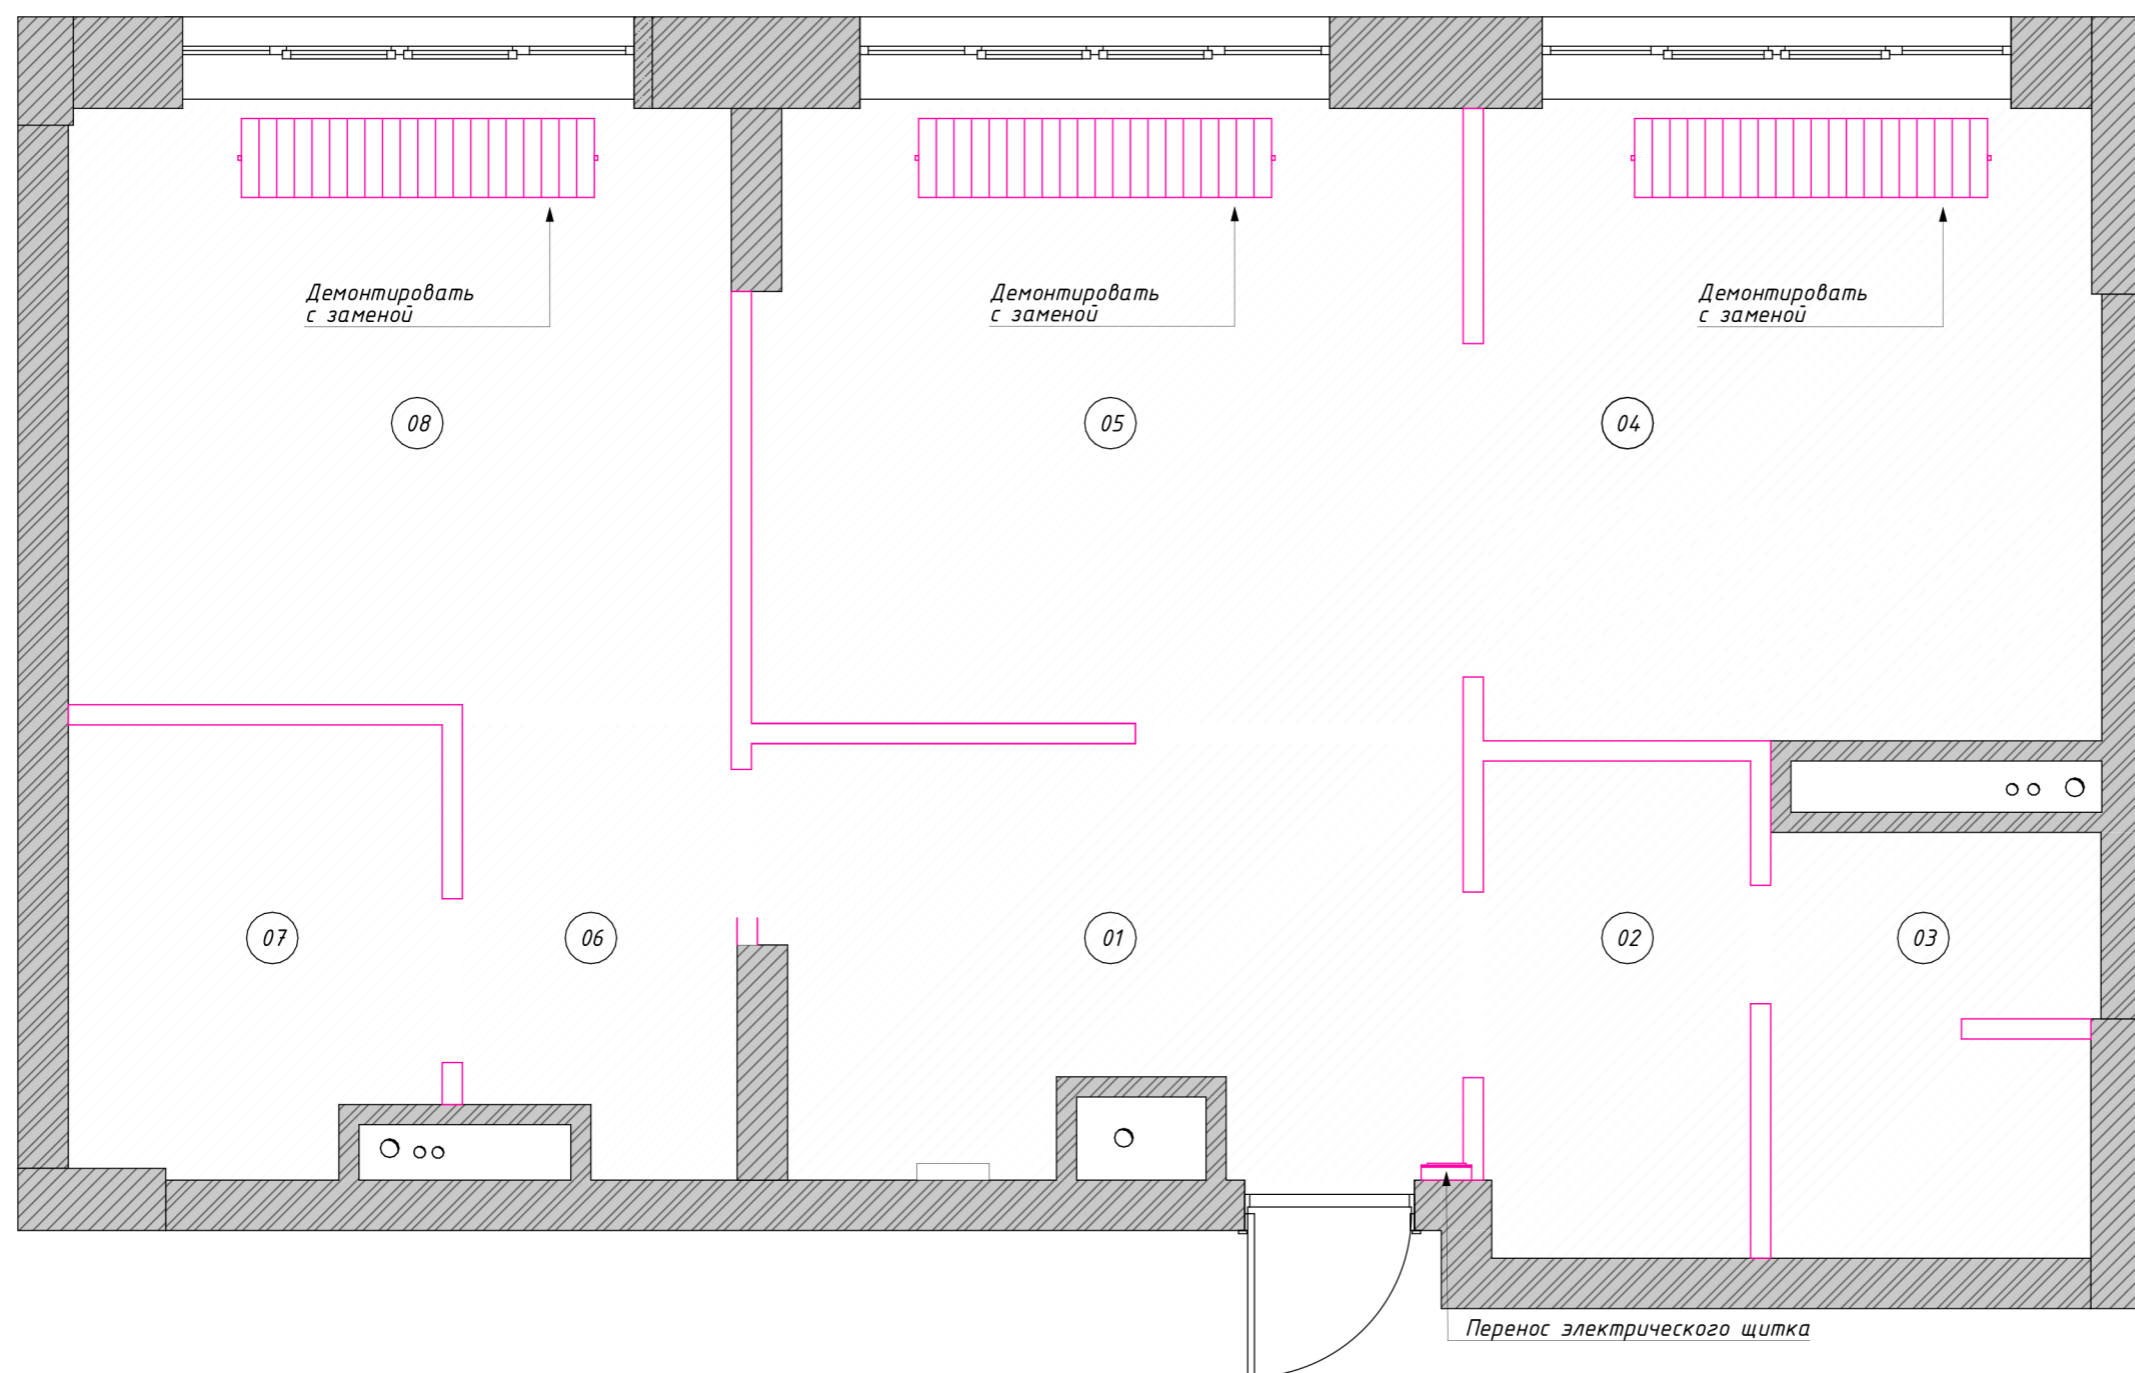 Демонтировать
с заменой
Демонтировать
с заменой
Демонтировать
с заменой
08
05
04
07
06
01
02
03
Перенос электрического щитка